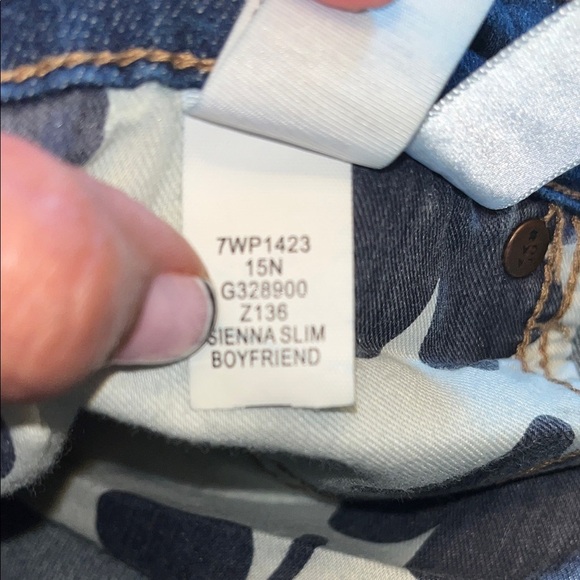 7WP1423
15N
G328900
Z136
SIENNA SLIM
BOYFRIEND